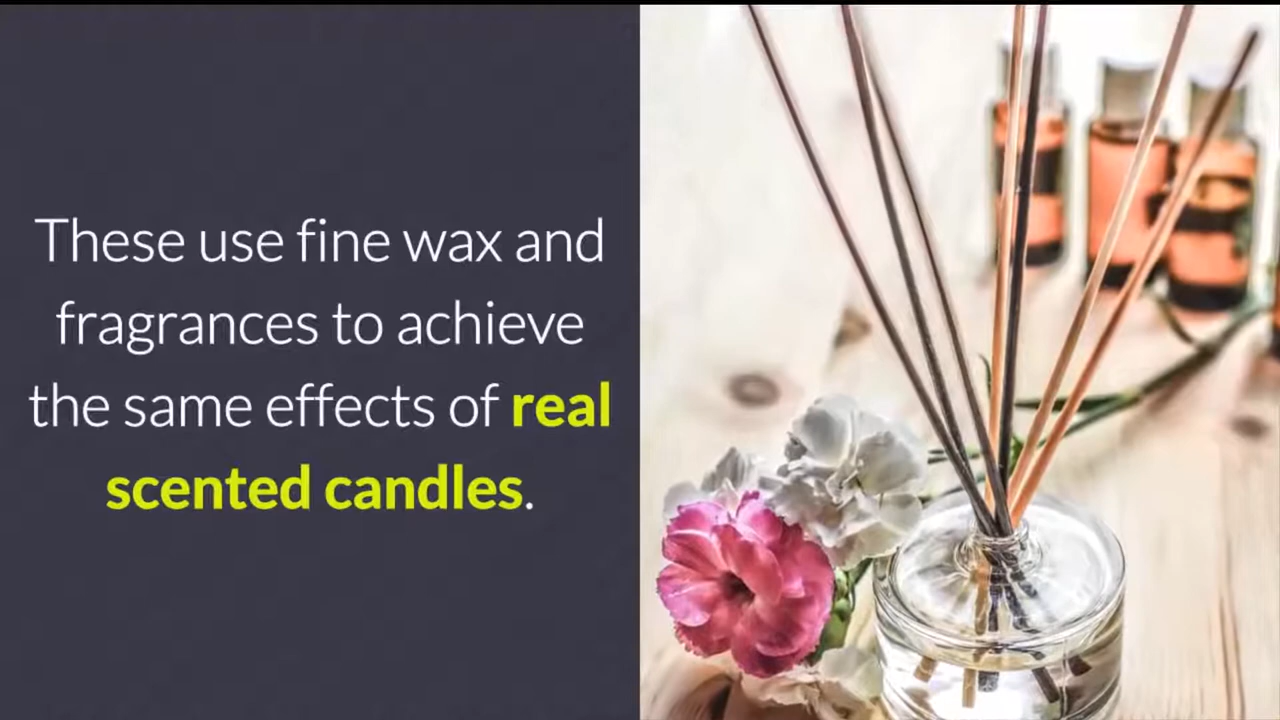 These use fine wax and
fragrances to achieve
the same effects of real
scented candles.